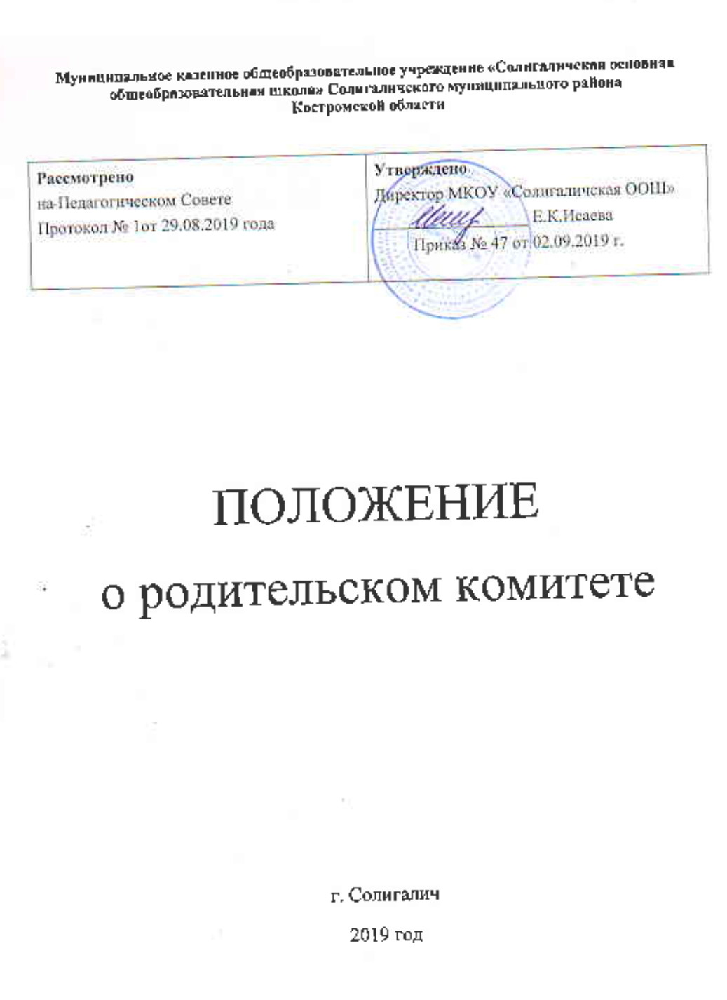 Муниципальное казенное общеобразовательное учреждение «Солигаличская основная
общеобразовательная школа» Солигаличского муниципального района
Костромской области
Рассмотрено
на Педагогическом Совете
Протокол № 1от 29.08.2019 года
Утверждено
Директор МКОУ «Солигаличская ООШ»
Е.К.Исаева
Приказ № 47 от 02.09.2019 г.
ПОЛОЖЕНИЕ
о родительском комитете
г. Солигалич
2019 год